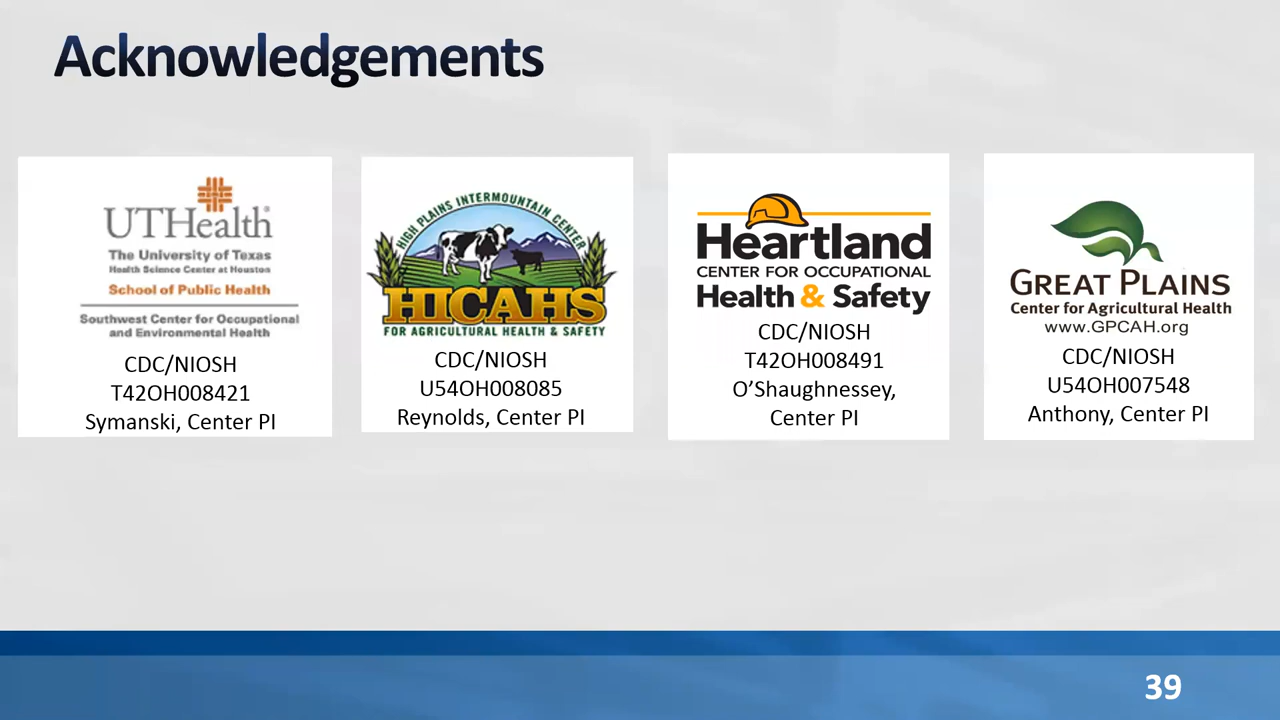 Acknowledgements
UTHealth®
The University of Texas
Health Science Center at Houston
School of Public Health
Southwest Center for Occupational
and Environmental Health
CDC/NIOSH
T42OH008421
Symanski, Center PI
HIGH PLAINS INTERMOUNTAIN CENTER
HICAHS
FOR AGRICULTURAL HEALTH & SAFETY
CDC/NIOSH
U54OH008085
Reynolds, Center PI
Heartland
CENTER FOR OCCUPATIONAL
Health & Safety
CDC/NIOSH
T42OH008491
O’Shaughnessey,
Center PI
GREAT PLAINS
Center for Agricultural Health
www.GPCAH.org
CDC/NIOSH
U54OH007548
Anthony, Center PI
39